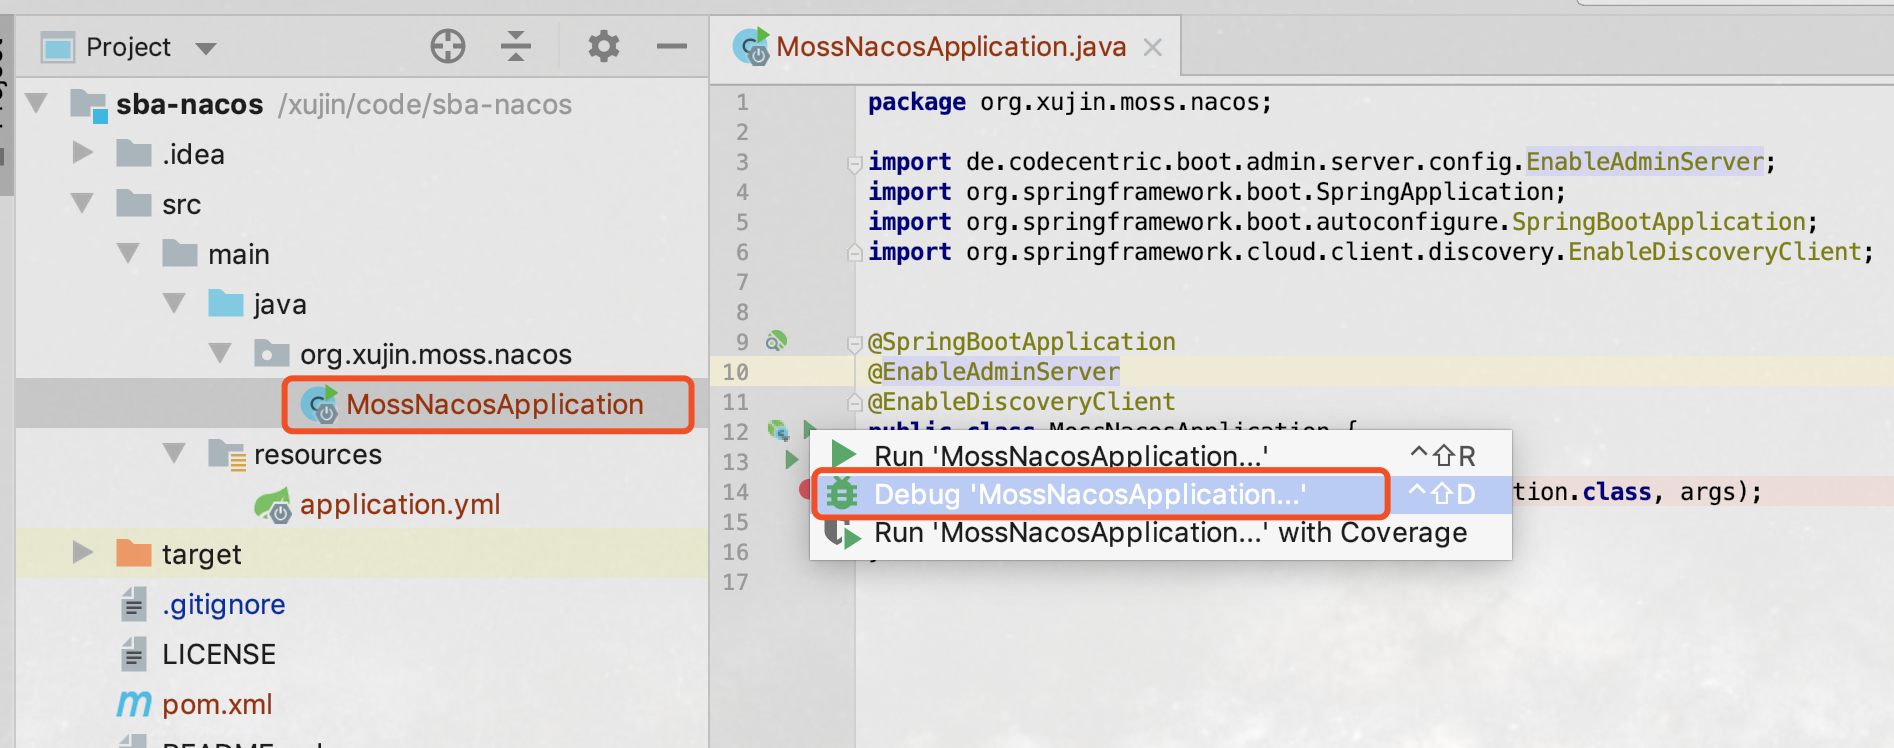 Project
sba-nacos /xujin/code/sba-nacos
.idea
src
main
java
org.xujin.moss.nacos
MossNacosApplication
resources
application.yml
target
.gitignore
LICENSE
pom.xml
MossNacosApplication.java
1 package org.xujin.moss.nacos;
2
3 import de.codecentric.boot.admin.server.config.EnableAdminServer;
4 import org.springframework.boot.SpringApplication;
5 import org.springframework.boot.autoconfigure.SpringBootApplication;
6 import org.springframework.cloud.client.discovery.EnableDiscoveryClient;
7
8
9 @SpringBootApplication
10 @EnableAdminServer
11 @EnableDiscoveryClient
12 public class MossNacosApplication {
13
14 tion.class, args);
15
16
17
Run 'MossNacosApplication...' ^⇧R
Debug 'MossNacosApplication...' ^⇧D
Run 'MossNacosApplication...' with Coverage